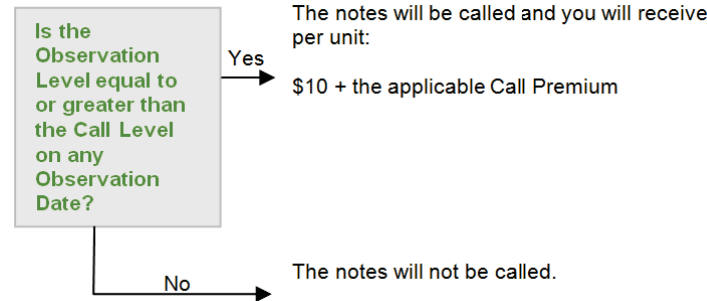 Is the
Observation
Level equal to
or greater than
the Call Level
on any
Observation
Date?
Yes
The notes will be called and you will receive
per unit:
$10 + the applicable Call Premium
No
The notes will not be called.